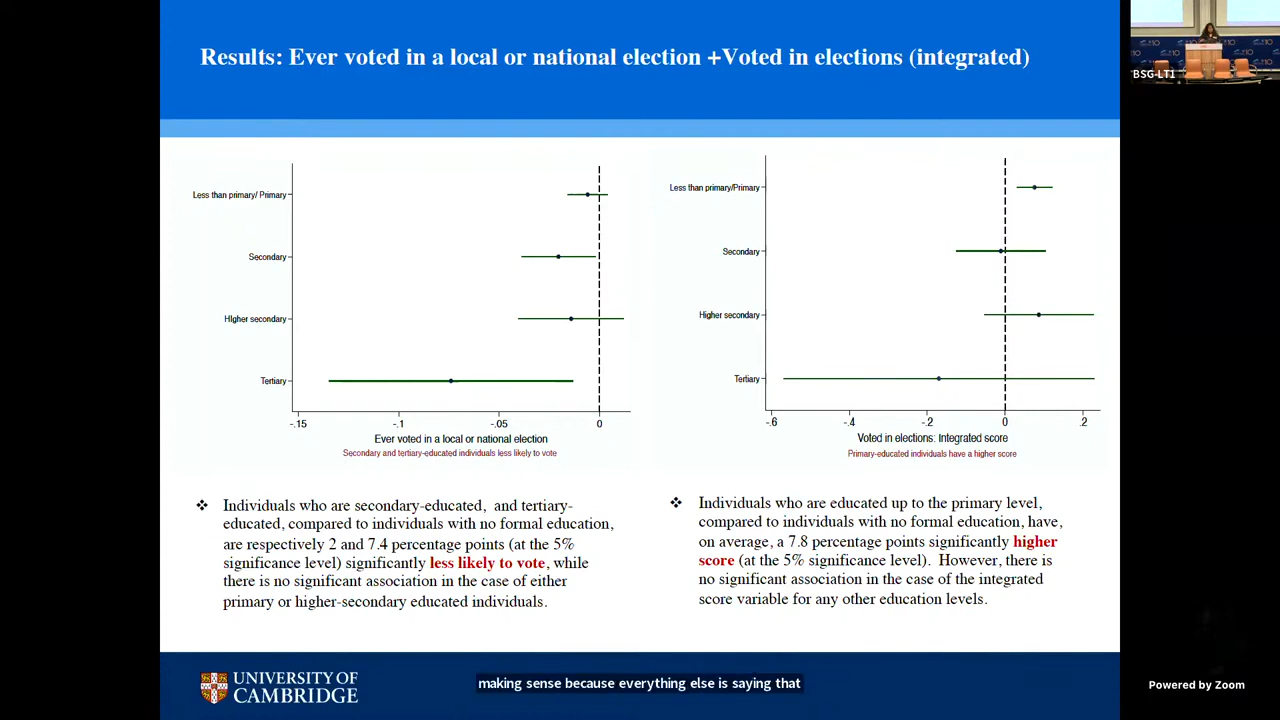 Results: Ever voted in a local or national election +Voted in elections (integrated)
BSG-LT1
Less than primary/ Primary
Secondary
HIgher secondary
Tertiary
-.15
-.1
-.05
0
Ever voted in a local or national election
Secondary and tertiary-educated individuals less likely to vote
Less than primary/Primary
Secondary
Higher secondary
Tertiary
-.6
-.4
-.2
0
.2
Voted in elections: Integrated score
Primary-educated individuals have a higher score
❖ Individuals who are secondary-educated, and tertiary-
educated, compared to individuals with no formal education,
are respectively 2 and 7.4 percentage points (at the 5%
significance level) significantly less likely to vote, while
there is no significant association in the case of either
primary or higher-secondary educated individuals.
❖ Individuals who are educated up to the primary level,
compared to individuals with no formal education, have,
on average, a 7.8 percentage points significantly higher
score (at the 5% significance level). However, there is
no significant association in the case of the integrated
score variable for any other education levels.
UNIVERSITY OF
CAMBRIDGE
making sense because everything else is saying that
Powered by Zoom